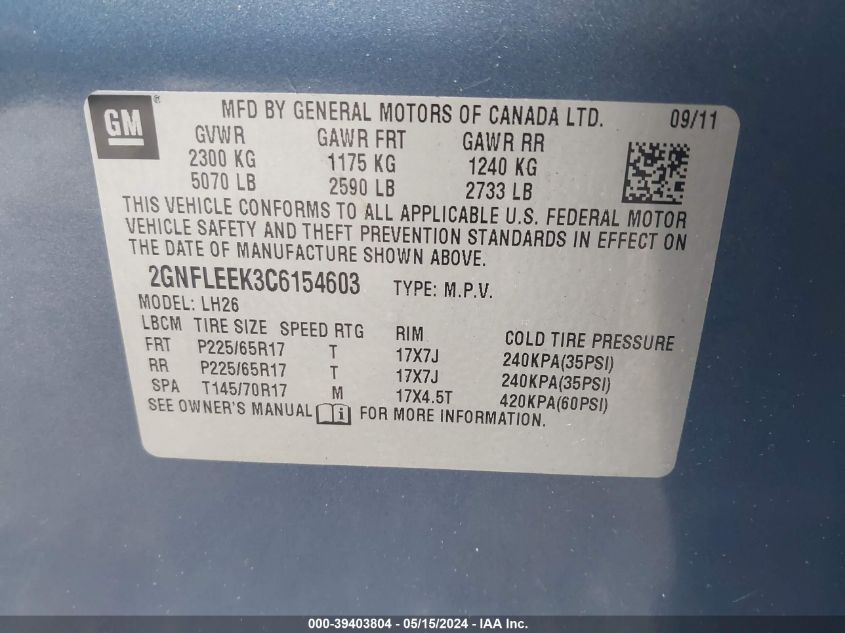 GM® MFD BY GENERAL MOTORS OF CANADA LTD. 09/11
GVWR GAWR FRT GAWR RR
2300 KG 1175 KG 1240 KG
5070 LB 2590 LB 2733 LB
THIS VEHICLE CONFORMS TO ALL APPLICABLE U.S. FEDERAL MOTOR
VEHICLE SAFETY AND THEFT PREVENTION STANDARDS IN EFFECT ON
THE DATE OF MANUFACTURE SHOWN ABOVE.
2GNFLEEK3C6154603 TYPE: M.P.V.
MODEL: LH26
LBCM TIRE SIZE SPEED RTG RIM COLD TIRE PRESSURE
FRT P225/65R17 T 17X7J 240KPA(35PSI)
RR P225/65R17 T 17X7J 240KPA(35PSI)
SPA T145/70R17 M 17X4.5T 420KPA(60PSI)
SEE OWNER'S MANUAL i FOR MORE INFORMATION.
000-39403804 - 05/15/2024 - IAA Inc.